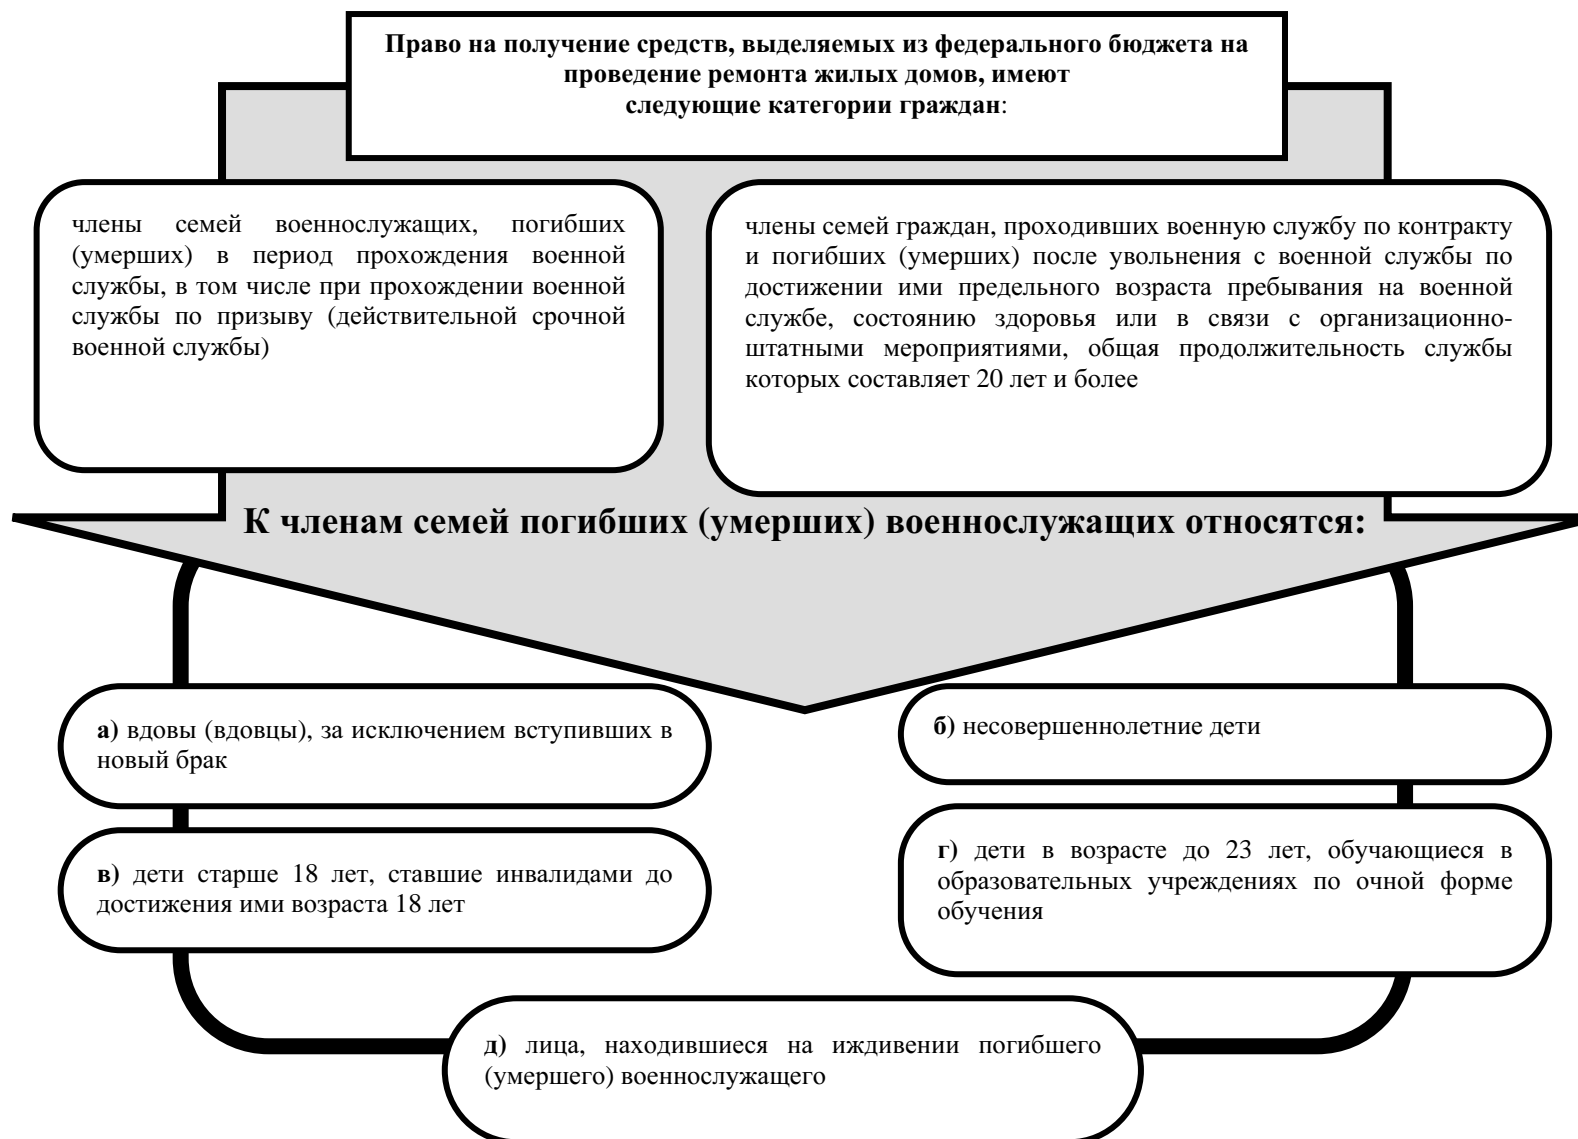 Право на получение средств, выделяемых из федерального бюджета на
проведение ремонта жилых домов, имеют
следующие категории граждан:
члены семей военнослужащих, погибших
(умерших) в период прохождения военной
службы, в том числе при прохождении военной
службы по призыву (действительной срочной
военной службы)
члены семей граждан, проходивших военную службу по контракту
и погибших (умерших) после увольнения с военной службы по
достижении ими предельного возраста пребывания на военной
службе, состоянию здоровья или в связи с организационно-
штатными мероприятиями, общая продолжительность службы
которых составляет 20 лет и более
К членам семей погибших (умерших) военнослужащих относятся:
а) вдовы (вдовцы), за исключением вступивших в
новый брак
б) несовершеннолетние дети
в) дети старше 18 лет, ставшие инвалидами до
достижения ими возраста 18 лет
г) дети в возрасте до 23 лет, обучающиеся в
образовательных учреждениях по очной форме
обучения
д) лица, находившиеся на иждивении погибшего
(умершего) военнослужащего